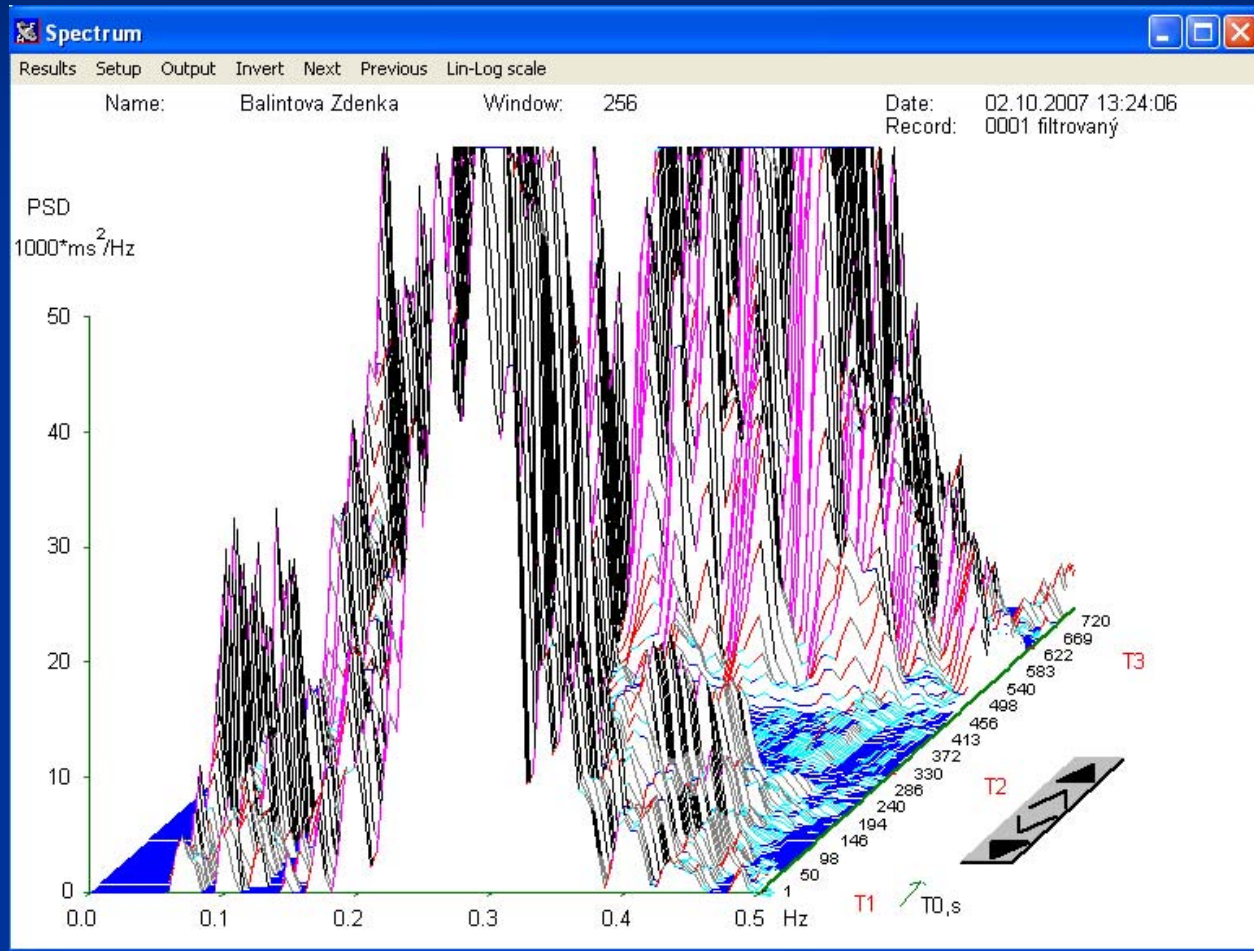 Spectrum
Results Setup Output Invert Next Previous Lin-Log scale
Name: Balintova Zdenka Window: 256 Date: 02.10.2007 13:24:06
Record: 0001 filtrovaný
PSD
1000*ms²/Hz
50
40
30
20
10
0
0.0 0.1 0.2 0.3 0.4 0.5 Hz
720
669
622
583
540
498
456
413
372
330
286
240
194
146
98
50
1
T3
T2
T1
T0,s